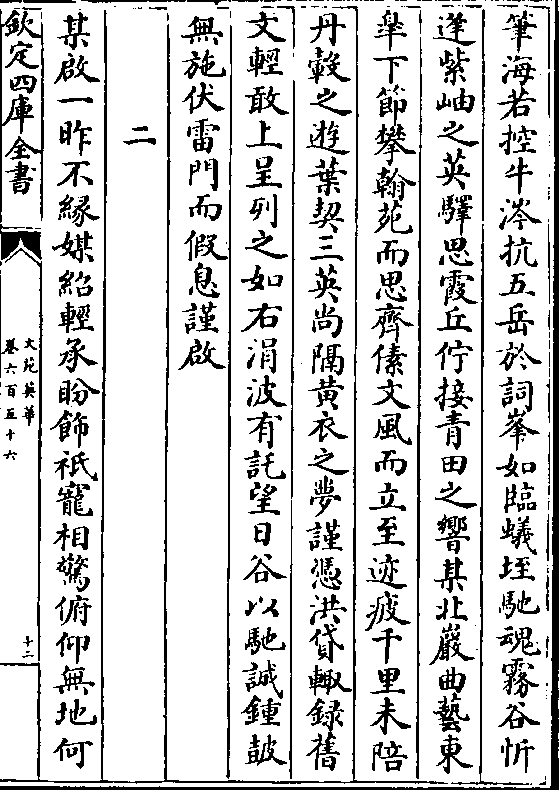 筆海若控牛涔抗五岳於詞峯如臨蟻垤馳魂霧谷忻
逢紫岫之英驛思霞丘佇接青田之響某北巖曲藝東
皐下節攀翰苑而思齊傃文風而立至迹疲千里未陪
丹轂之遊葉契三英尚隔黄衣之夢謹憑洪貸輙録舊
文輕敢上呈列之如右涓波有託望日谷以馳誠鍾皷
無施伏雷門而假息謹啟
二
某啟一昨不緣媒紹輕承盼飾祇寵相驚俯仰無地何
欽定四庫全書
文苑英華
卷六百五十六
十二